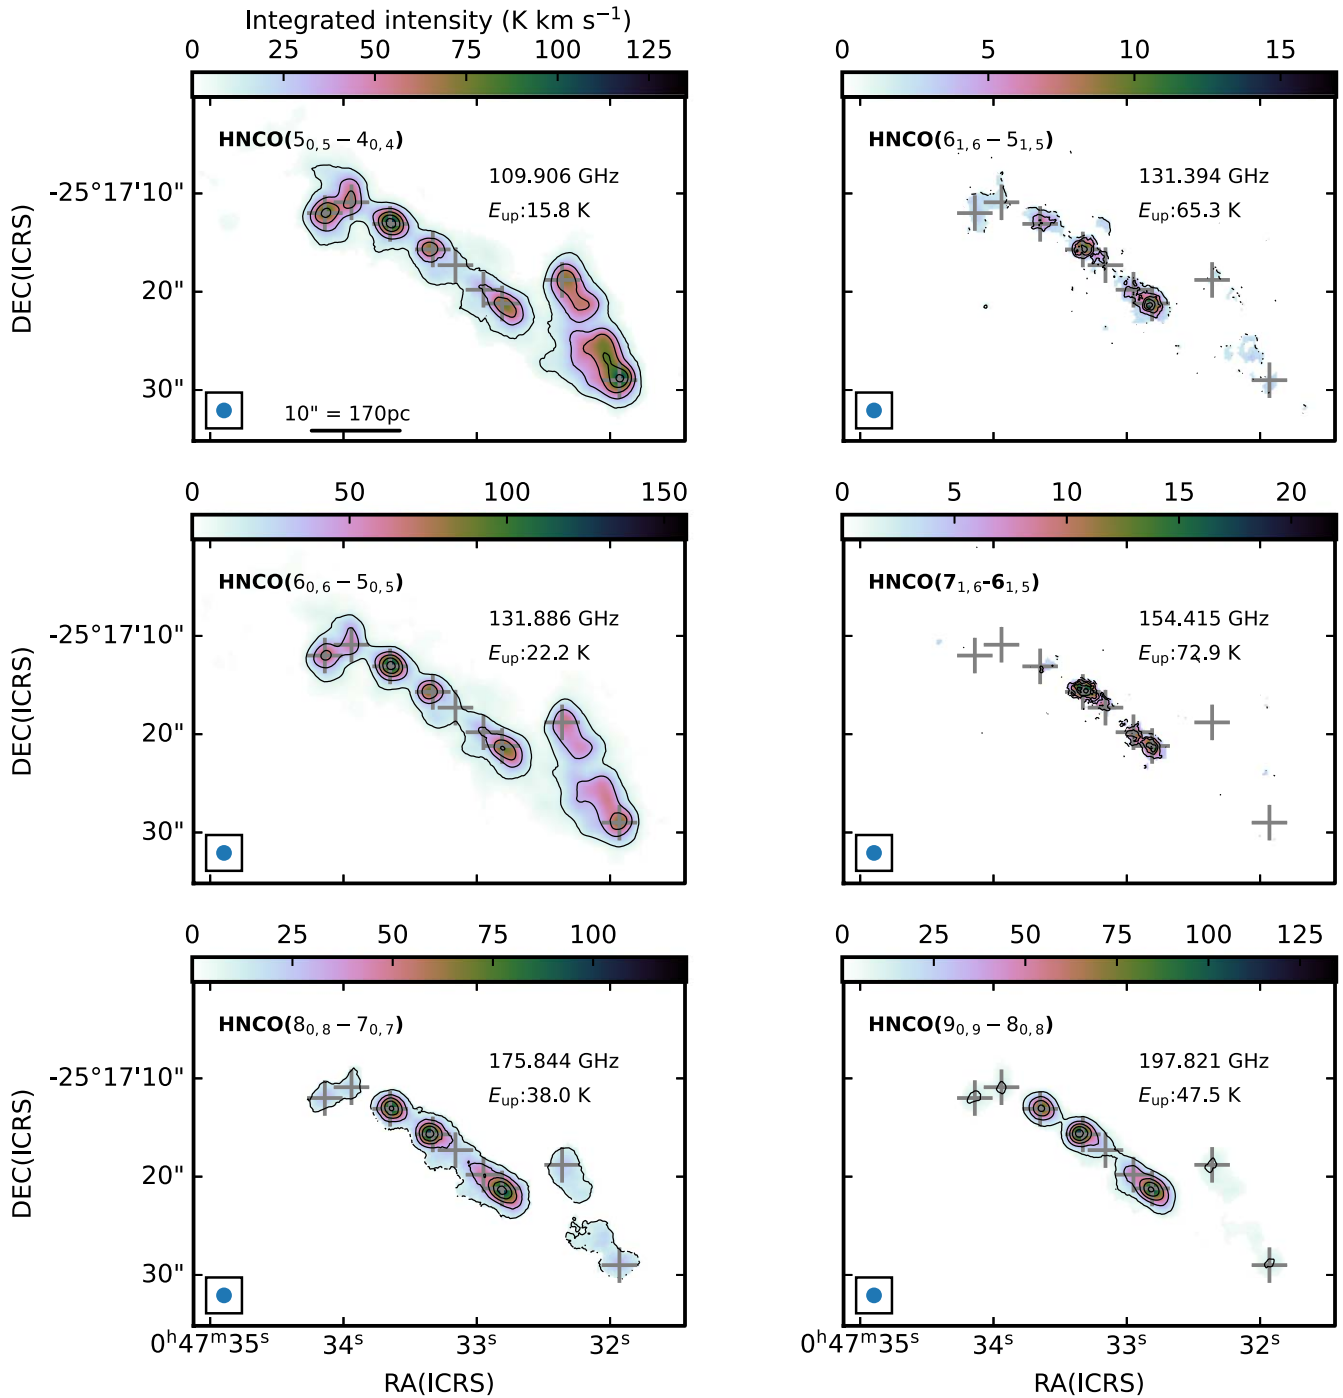 Integrated intensity (K km s⁻¹)
0 25 50 75 100 125
0 5 10 15
HNCO(5₀,₅ − 4₀,₄)
109.906 GHz
E_up:15.8 K
HNCO(6₁,₆ − 5₁,₅)
131.394 GHz
E_up:65.3 K
DEC(ICRS)
-25°17'10"
20"
30"
10" = 170pc
0 50 100 150
0 5 10 15 20
HNCO(6₀,₆ − 5₀,₅)
131.886 GHz
E_up:22.2 K
HNCO(7₁,₆-6₁,₅)
154.415 GHz
E_up:72.9 K
DEC(ICRS)
-25°17'10"
20"
30"
0 25 50 75 100
0 25 50 75 100 125
HNCO(8₀,₈ − 7₀,₇)
175.844 GHz
E_up:38.0 K
HNCO(9₀,₉ − 8₀,₈)
197.821 GHz
E_up:47.5 K
DEC(ICRS)
-25°17'10"
20"
30"
0ʰ47ᵐ35ˢ 34ˢ 33ˢ 32ˢ
0ʰ47ᵐ35ˢ 34ˢ 33ˢ 32ˢ
RA(ICRS)
RA(ICRS)